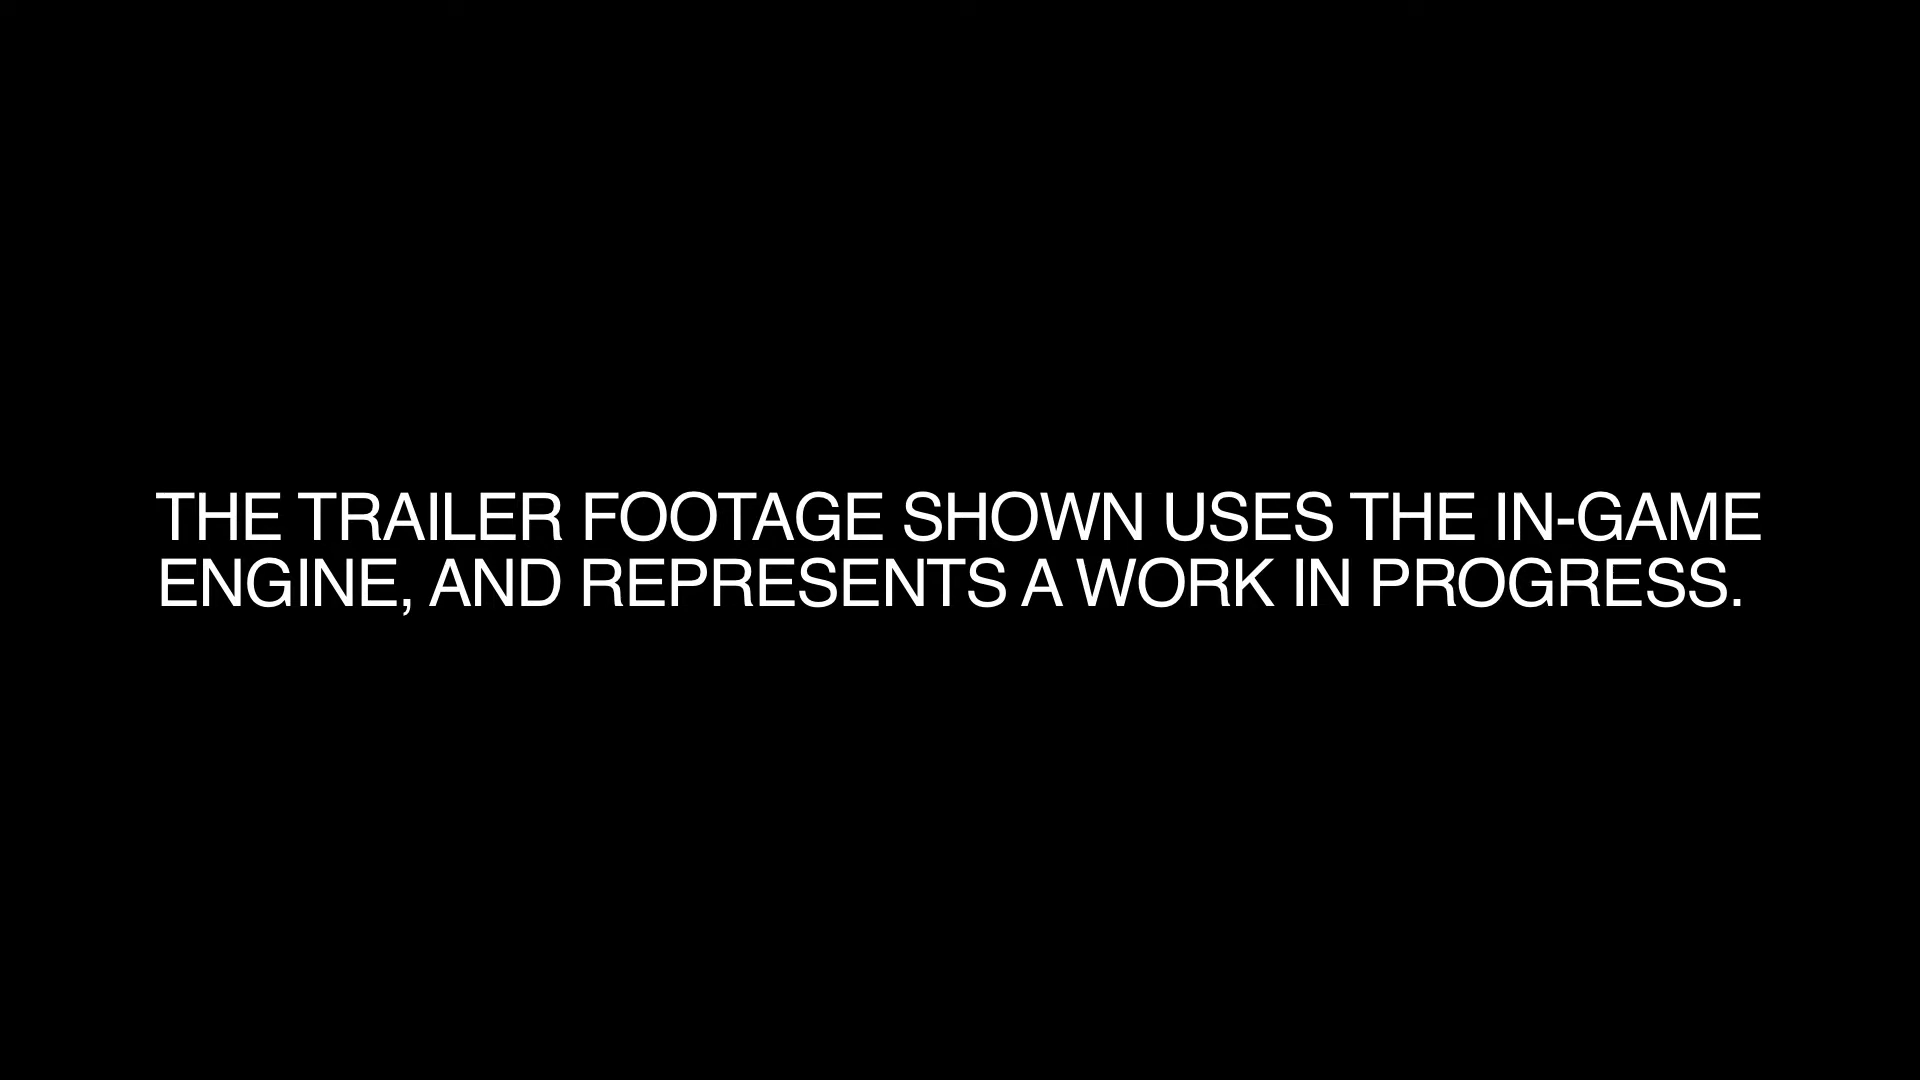 THE TRAILER FOOTAGE SHOWN USES THE IN-GAME
ENGINE, AND REPRESENTS A WORK IN PROGRESS.